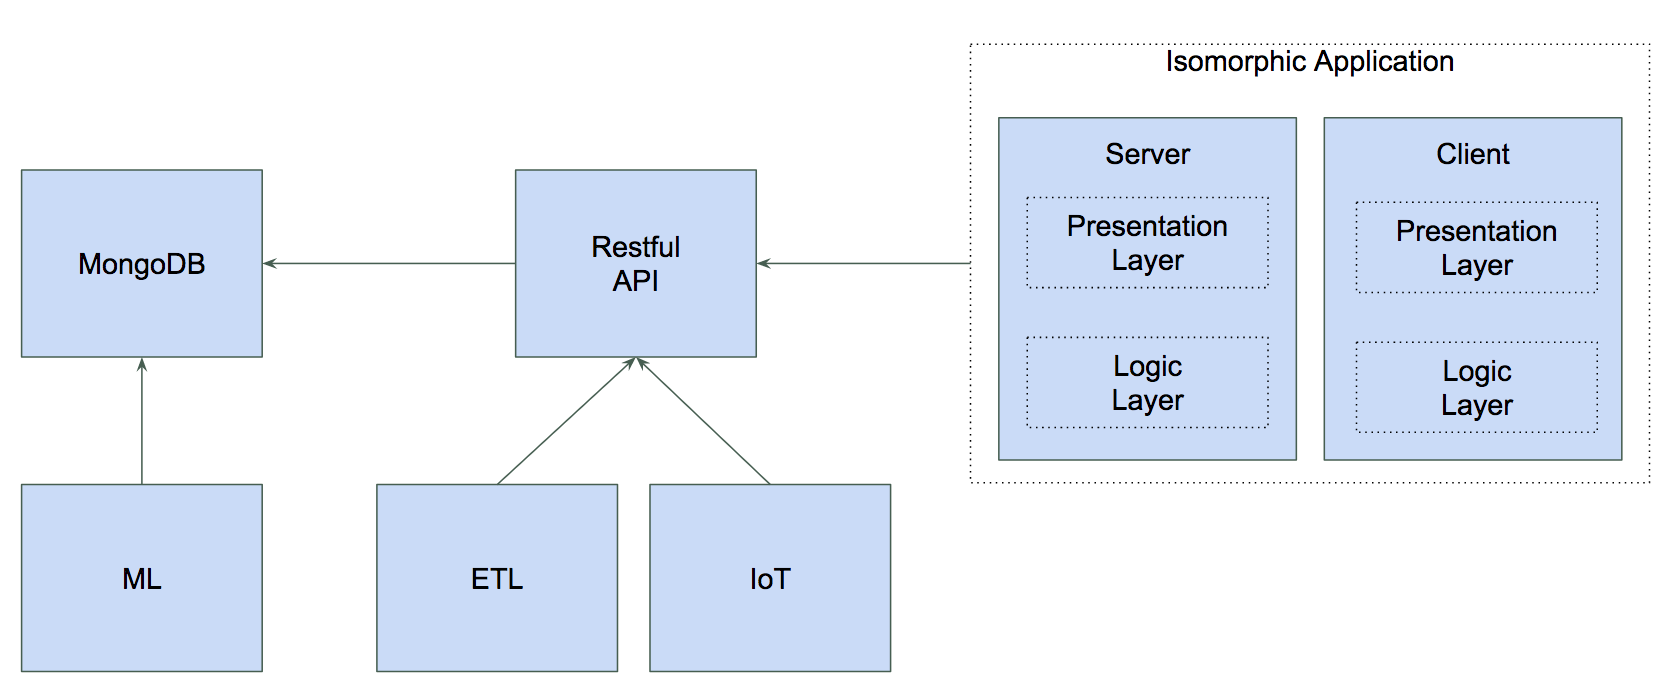 Isomorphic Application
Server
Client
Presentation
Layer
Presentation
Layer
MongoDB
Restful
API
Logic
Layer
Logic
Layer
ML
ETL
IoT